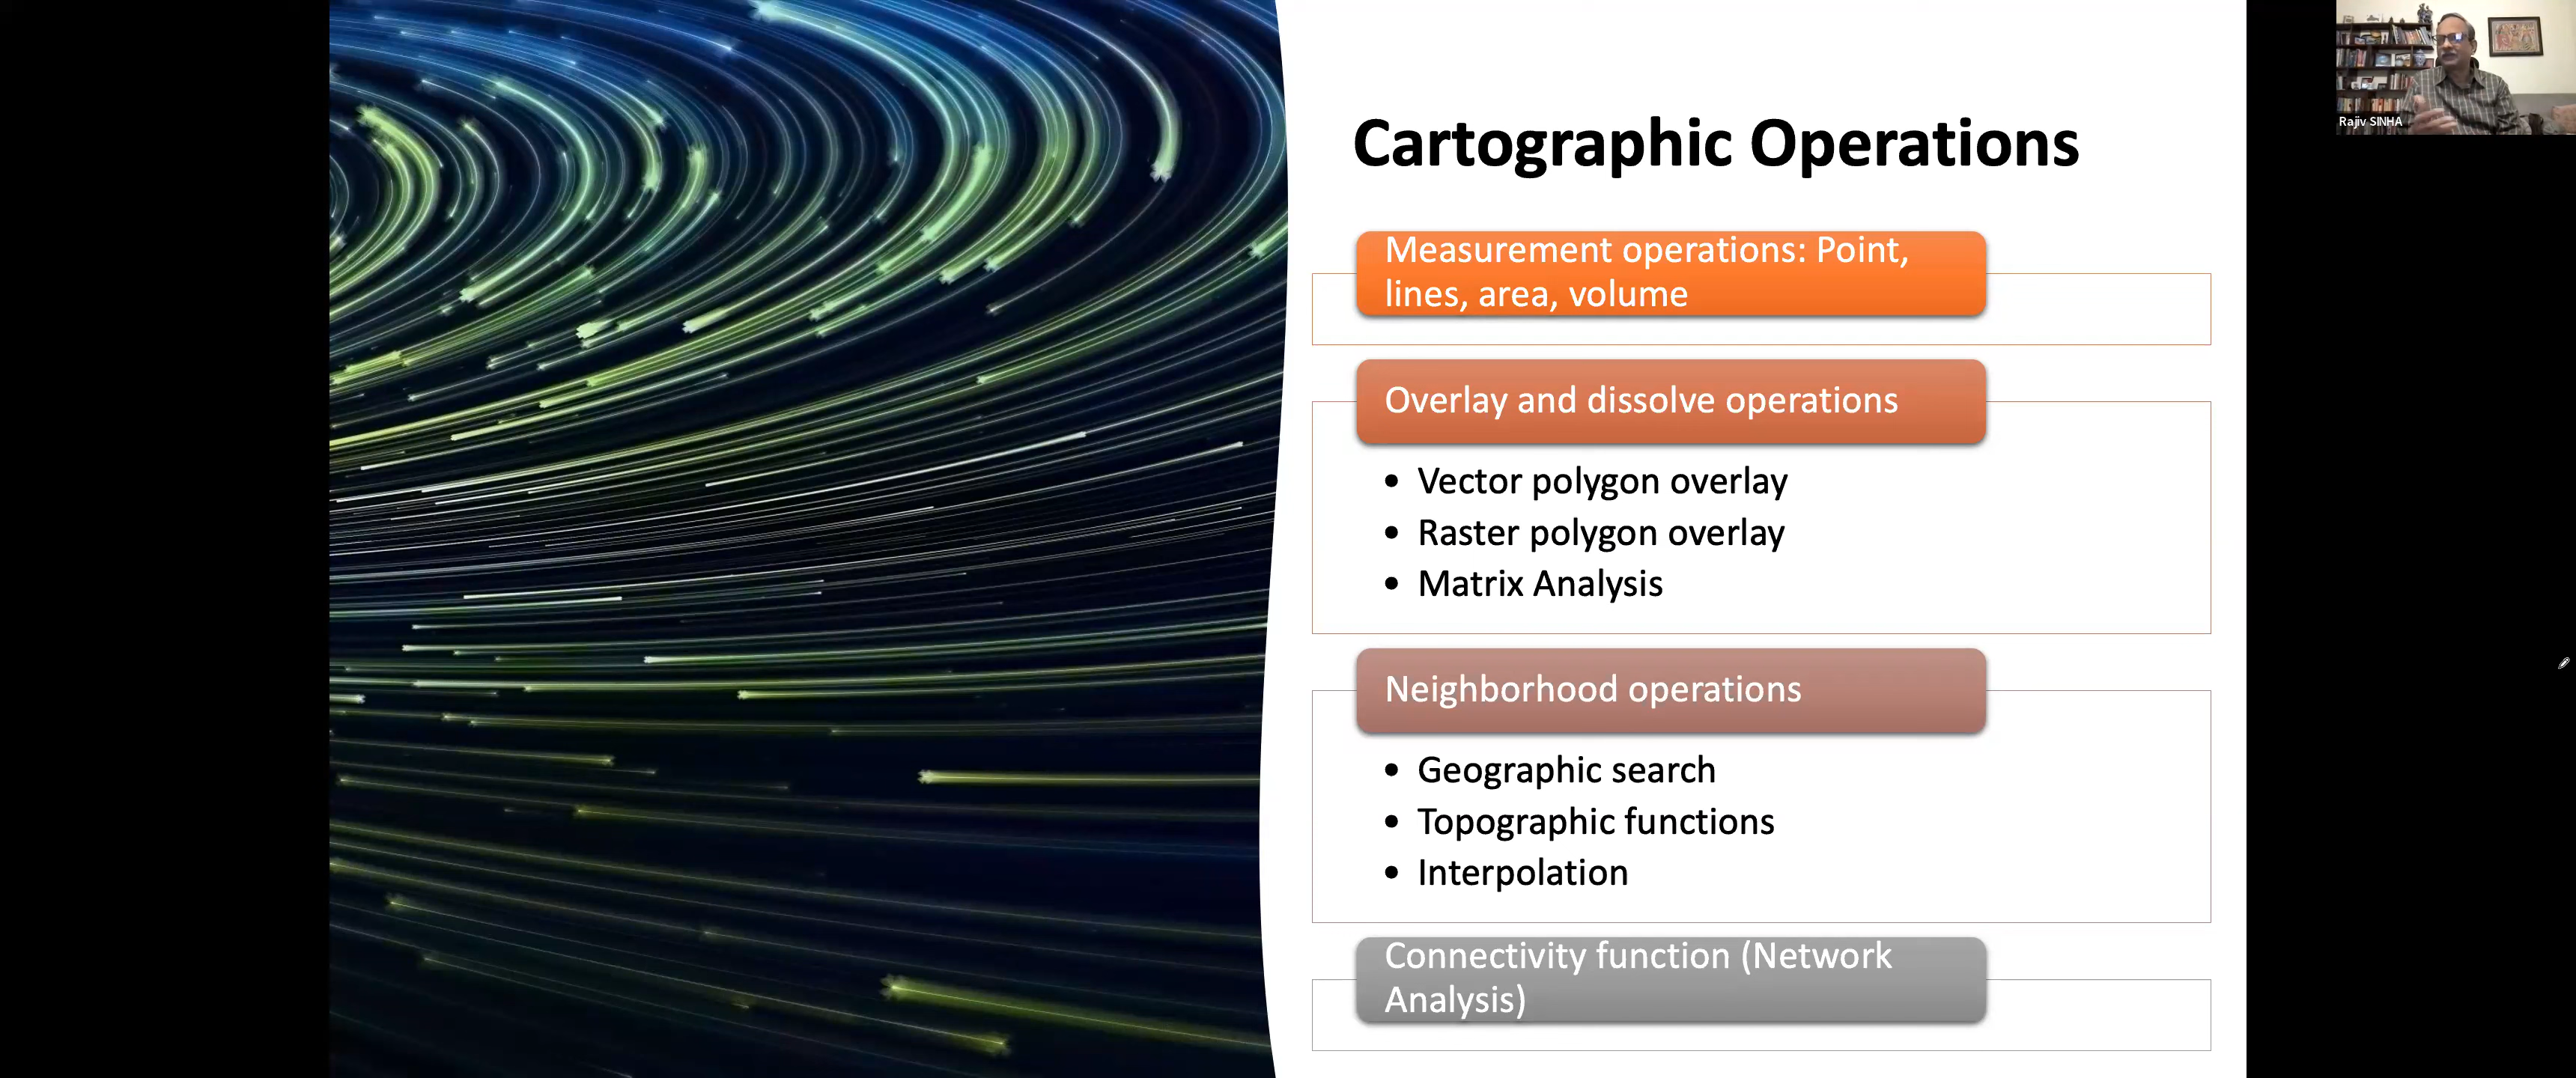 Cartographic Operations
Measurement operations: Point,
lines, area, volume
Overlay and dissolve operations
• Vector polygon overlay
• Raster polygon overlay
• Matrix Analysis
Neighborhood operations
• Geographic search
• Topographic functions
• Interpolation
Connectivity function (Network
Analysis)
Rajiv SINHA